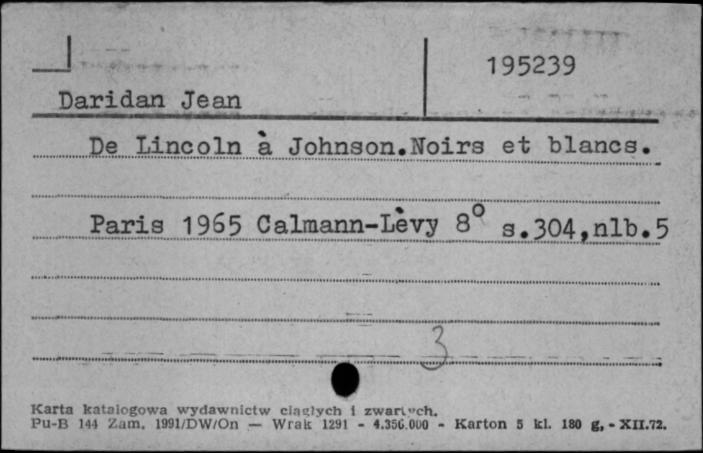 195239
Daridan Jean
De Lincoln à Johnson.Noirs et blancs.
Paris 1965 Calmann-Lèvy 8° s.304,nlb.5
3
Karta katalogowa wydawnictw ciągłych i zwartych.
Pu-B 144 Zam. 1991/DW/On — Wrak 1291 - 4.356.000 - Karton 5 kl. 180 g, - XII.72.